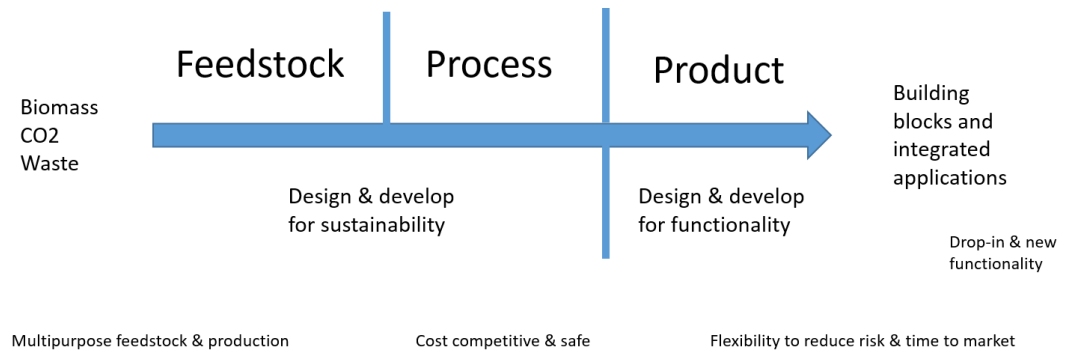 Feedstock
Process
Product
Biomass
CO2
Waste
Building
blocks and
integrated
applications
Design & develop
for sustainability
Design & develop
for functionality
Drop-in & new
functionality
Multipurpose feedstock & production
Cost competitive & safe
Flexibility to reduce risk & time to market